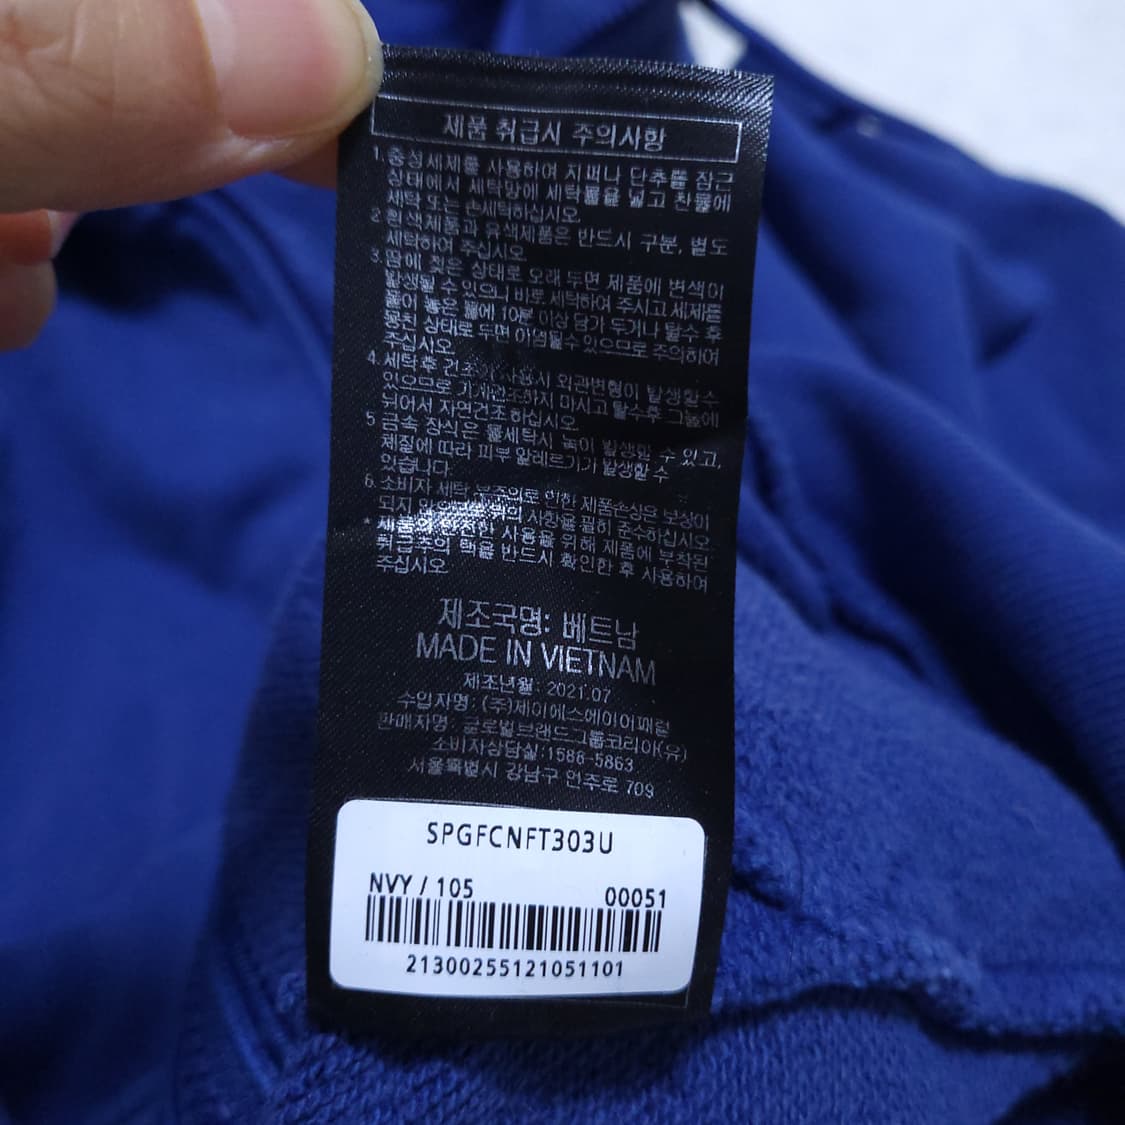 제품 취급시 주의사항
1. 중성세제를 사용하여 지퍼나 단추를 잠근
상태에서 세탁망에 세탁물을 넣고 찬물에
세탁 또는 손세탁하십시오.
2. 흰색제품과 유색제품은 반드시 구분, 별도
세탁하여 주십시오.
3. 땀에 젖은 상태로 오래 두면 제품에 변색이
발생될 수 있으니 바로 세탁하여 주시고 세제를
풀어 놓은 물에 10분 이상 담가 두거나 탈수 후
뭉친 상태로 두면 이염될수 있으므로 주의하여
주십시오.
4. 세탁후 건조기 사용시 외관변형이 발생할수
있으므로 기계건조하지 마시고 탈수후 그늘에
뉘어서 자연건조하십시오.
5 금속 장식은 물세탁시 녹이 발생할 수 있고,
체질에 따라 피부 알레르기가 발생할 수
있습니다.
6. 소비자 세탁 부주의로 인한 제품손상은 보상이
되지 사항을 필히 준수하십시오.
* 제품의 안전한 사용을 위해 제품에 부착된
취급주의 택을 반드시 확인한 후 사용하여
주십시오
제조국명: 베트남
MADE IN VIETNAM
제조년월: 2021.07
수입자명: (주)제이에스에이어패럴
판매자명: 글로벌브랜드그룹코리아(유)
소비자상담실:1588-5863
서울특별시 강남구 언주로 709
SPGFCNFT303U
NVY / 105 00051
21300255121051101